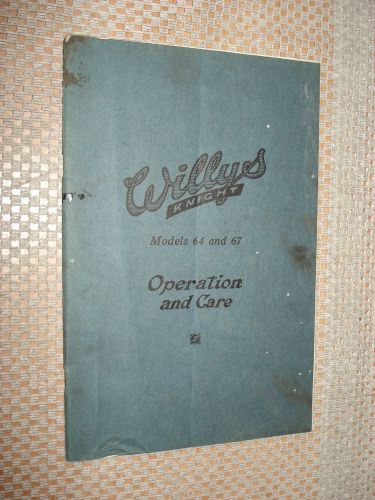 Willys
KNIGHT
Models 64 and 67
Operation
and Care